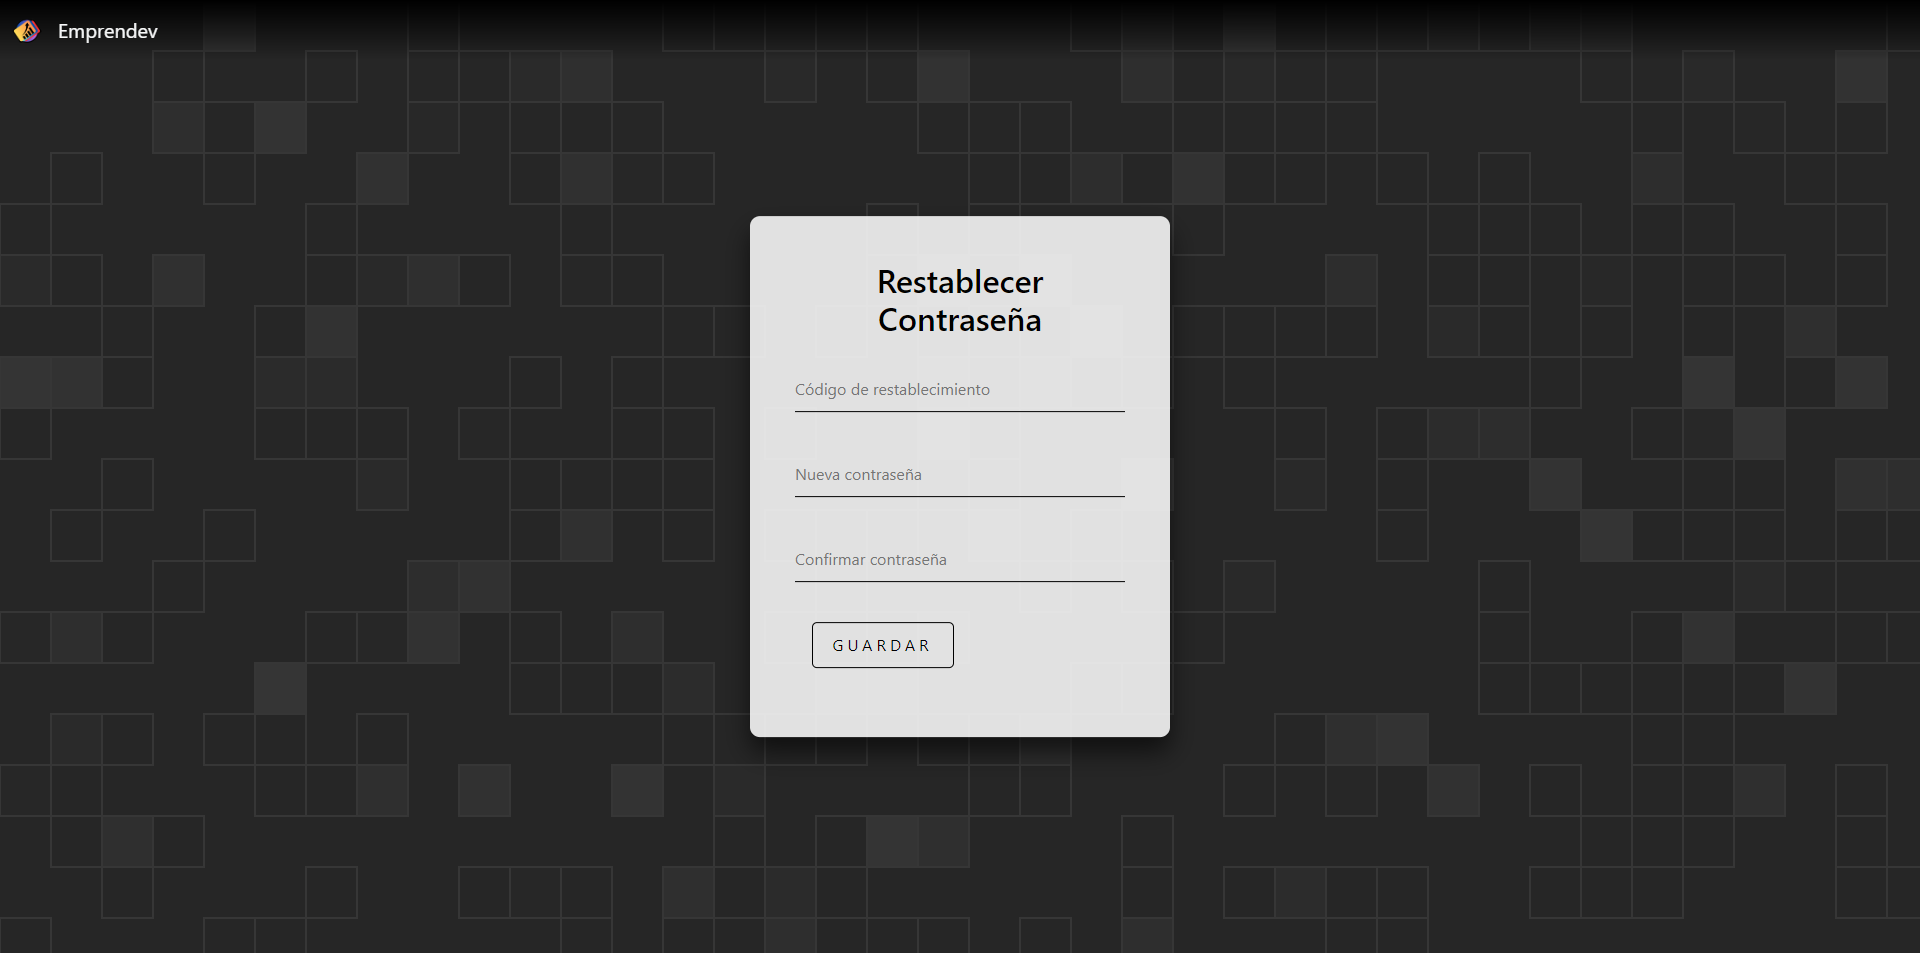 Emprendev
Restablecer
Contraseña
Código de restablecimiento
Nueva contraseña
Confirmar contraseña
GUARDAR